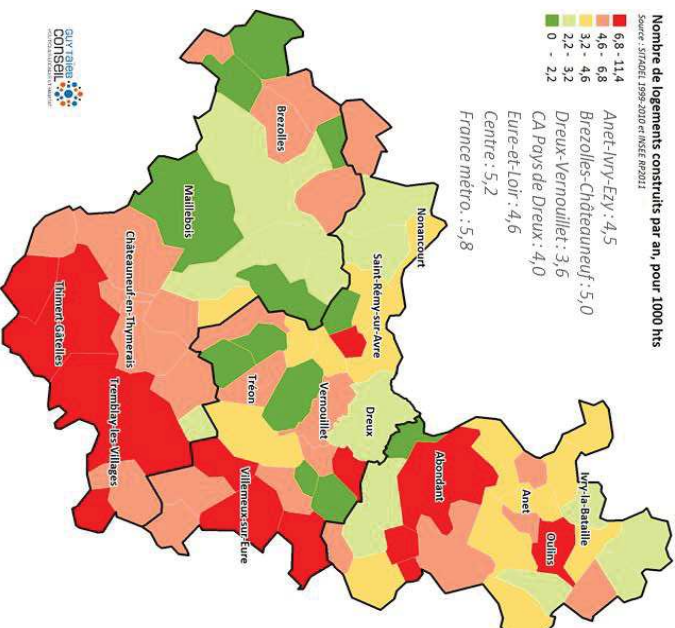 Nombre de logements construits par an, pour 1000 hts
Source : SITADEL 1999-2010 et INSEE RP2011
6,8 - 11,4
4,6 - 6,8
3,2 - 4,6
2,2 - 3,2
0 - 2,2
Anet-Ivry-Ezy : 4,5
Brezolles-Châteauneuf : 5,0
Dreux-Vernouillet : 3,6
CA Pays de Dreux : 4,0
Eure-et-Loir : 4,6
Centre : 5,2
France métro. : 5,8
Ivry-la-Bataille
Oulins
Anet
Abondant
Nonancourt
Saint-Rémy-sur-Avre
Dreux
Vernouillet
Tréon
Villemeux-sur-Eure
Brezolles
Maillebois
Châteauneuf-en-Thymerais
Thimert-Gâtelles
Tremblay-les-Villages
GUY TAIEB
CONSEIL